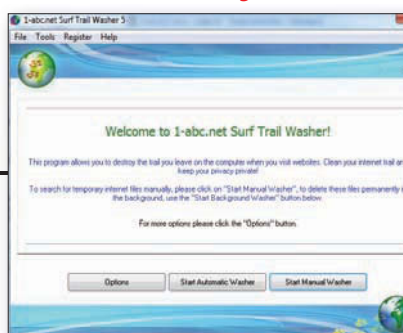 1-abc.net Surf Trail Washer 5
File Tools Register Help
Welcome to 1-abc.net Surf Trail Washer!
This program allows you to destroy the trail you leave on the computer when you visit websites. Clean your internet trail an
keep your privacy private!
To search for temporary internet files manually, please click on "Start Manual Washer", to delete these files permanently i
the background, use the "Start Background Washer" button below.
For more options please click the "Options" button.
Options Start Automatic Washer Start Manual Washer